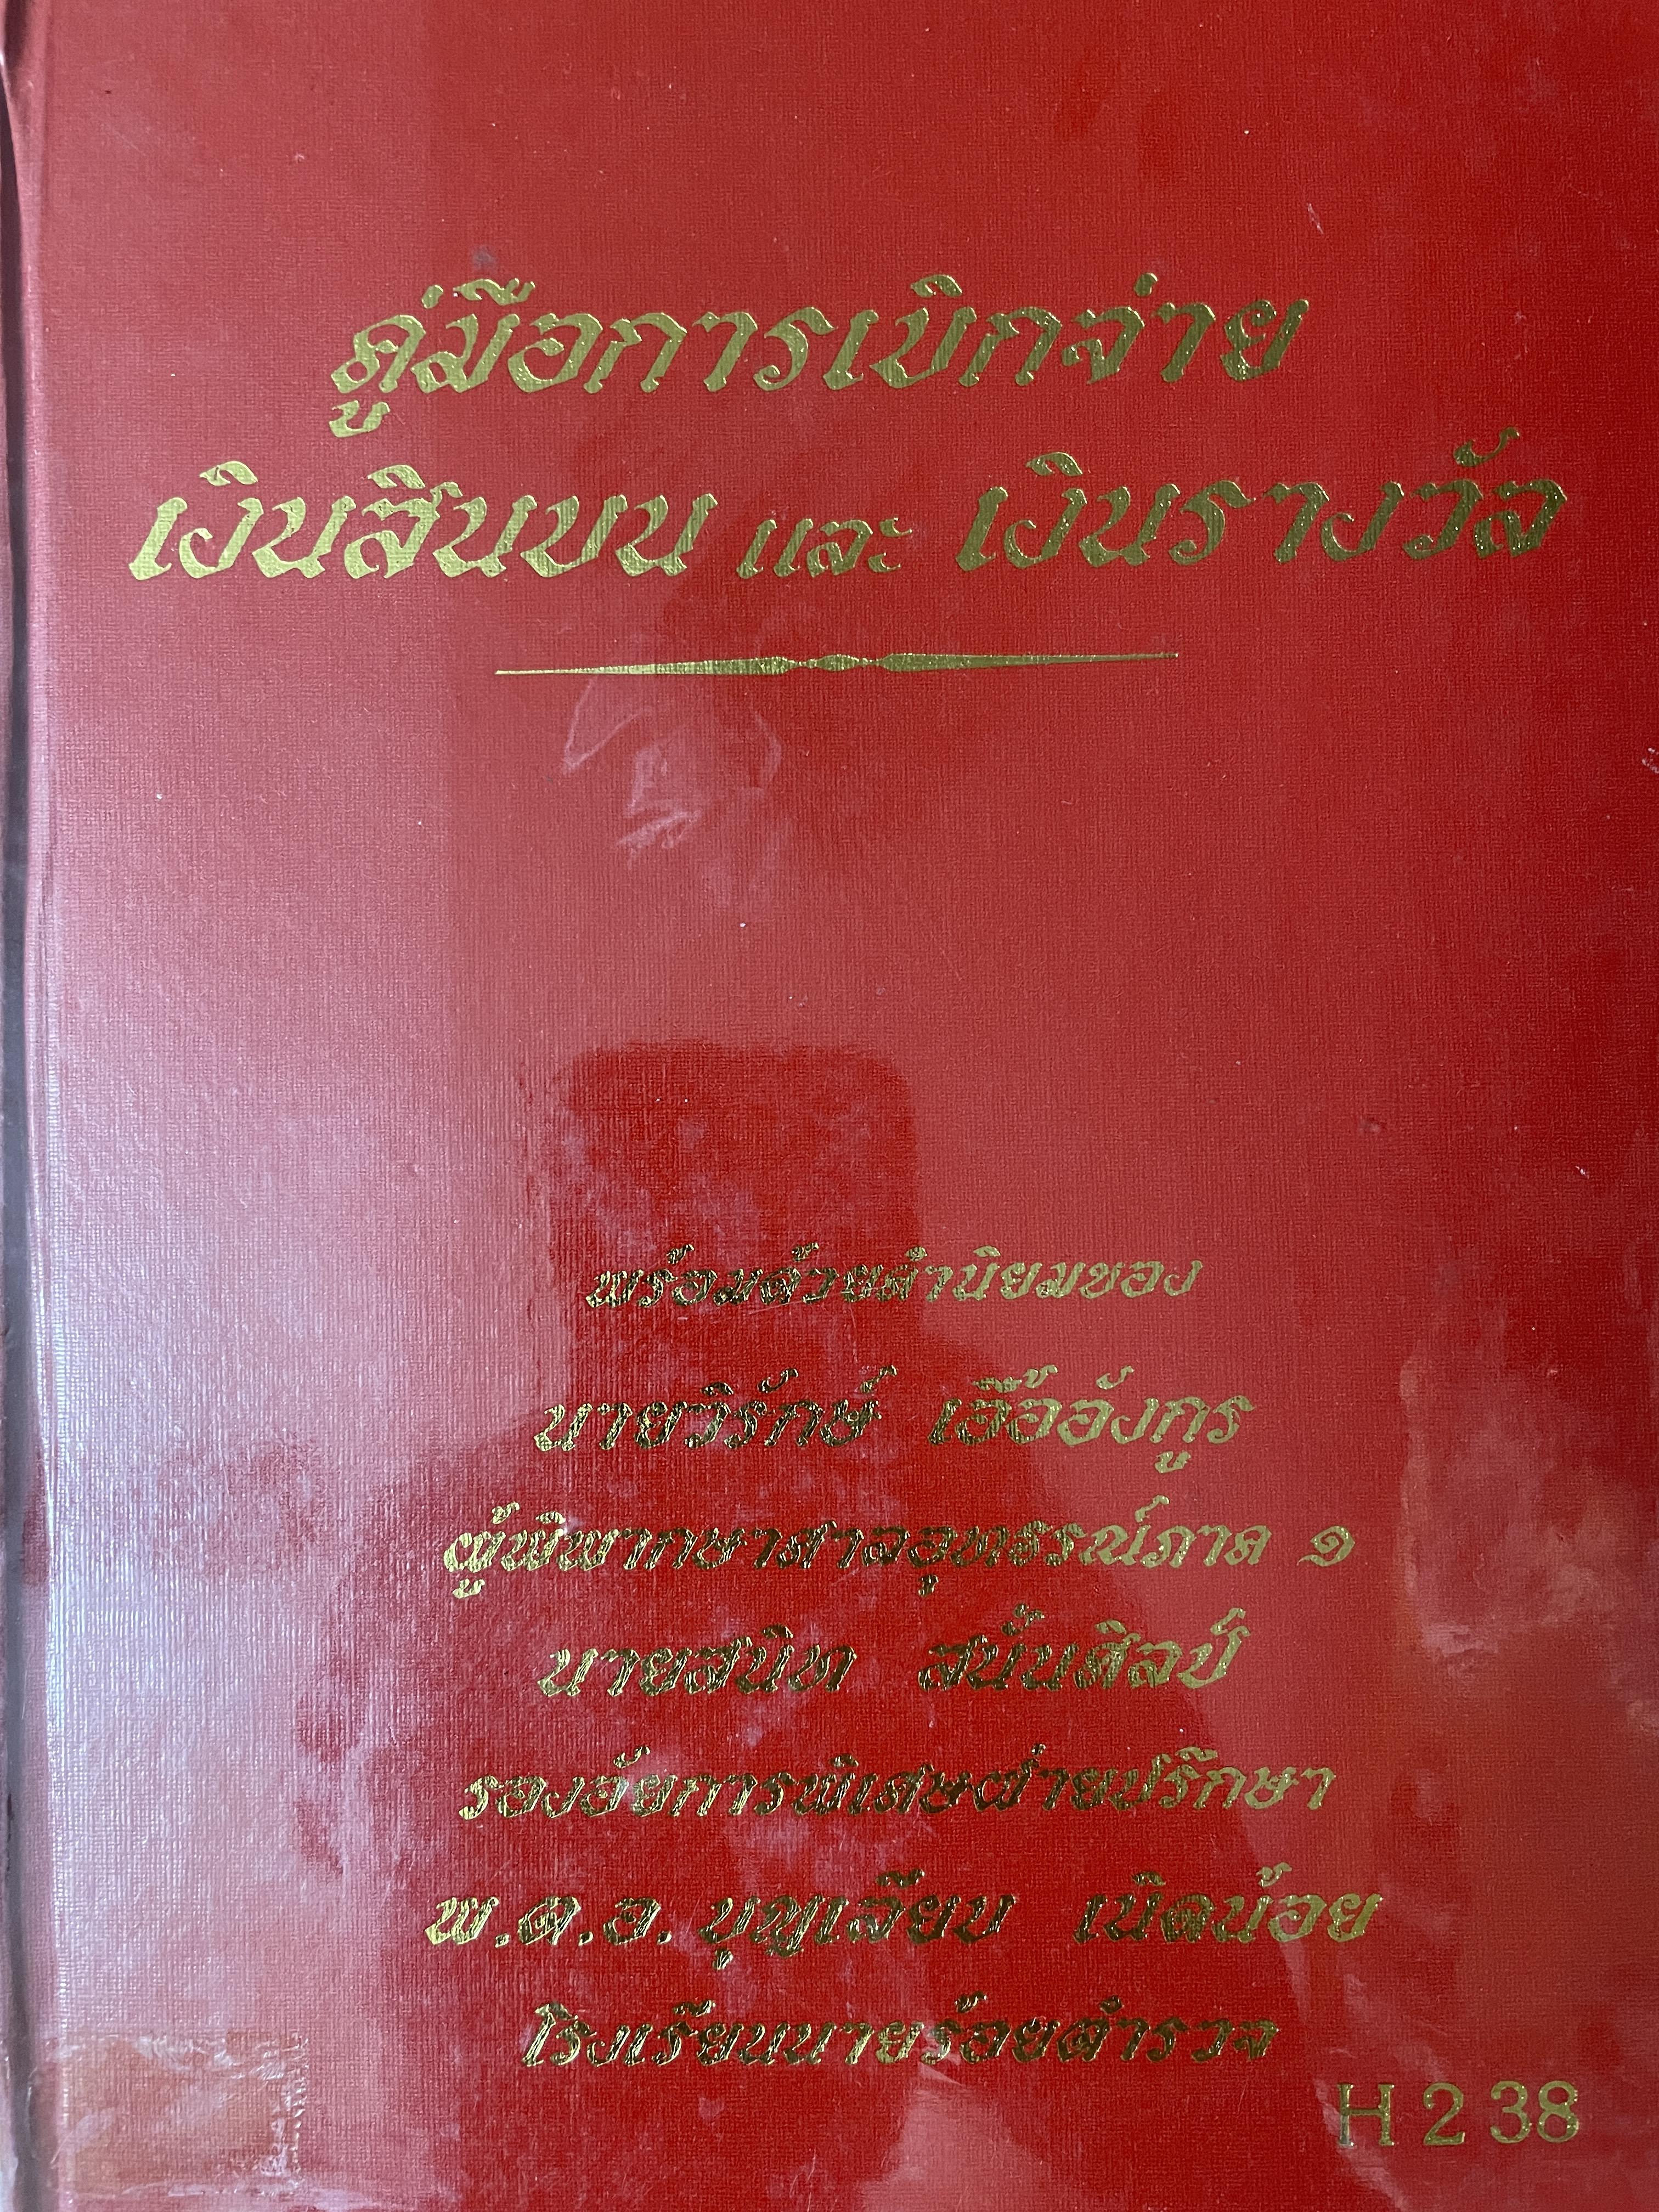 คู่มือการเบิกจ่าย
เงินสินบน และ เงินรางวัล
พร้อมด้วยคำนิยมของ
นายวิรักษ์ เอื้ออังกูร
ผู้พิพากษาศาลอุทธรณ์ภาค ๑
นายสนิท สนั่นศิลป์
รองอัยการพิเศษฝ่ายปรึกษา
พ.ต.อ. บุญเลียบ เนิดน้อย
โรงเรียนนายร้อยตำรวจ
H 2 38